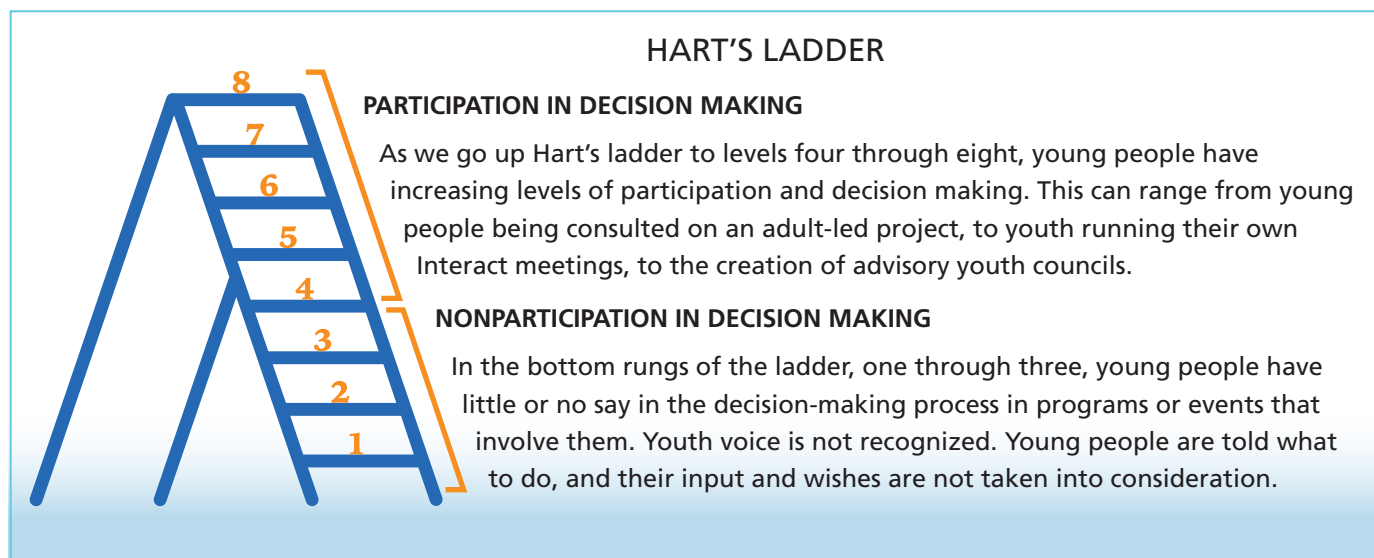 HART’S LADDER
8
7
6
5
4
3
2
1
PARTICIPATION IN DECISION MAKING
As we go up Hart’s ladder to levels four through eight, young people have
increasing levels of participation and decision making. This can range from young
people being consulted on an adult-led project, to youth running their own
Interact meetings, to the creation of advisory youth councils.
NONPARTICIPATION IN DECISION MAKING
In the bottom rungs of the ladder, one through three, young people have
little or no say in the decision-making process in programs or events that
involve them. Youth voice is not recognized. Young people are told what
to do, and their input and wishes are not taken into consideration.